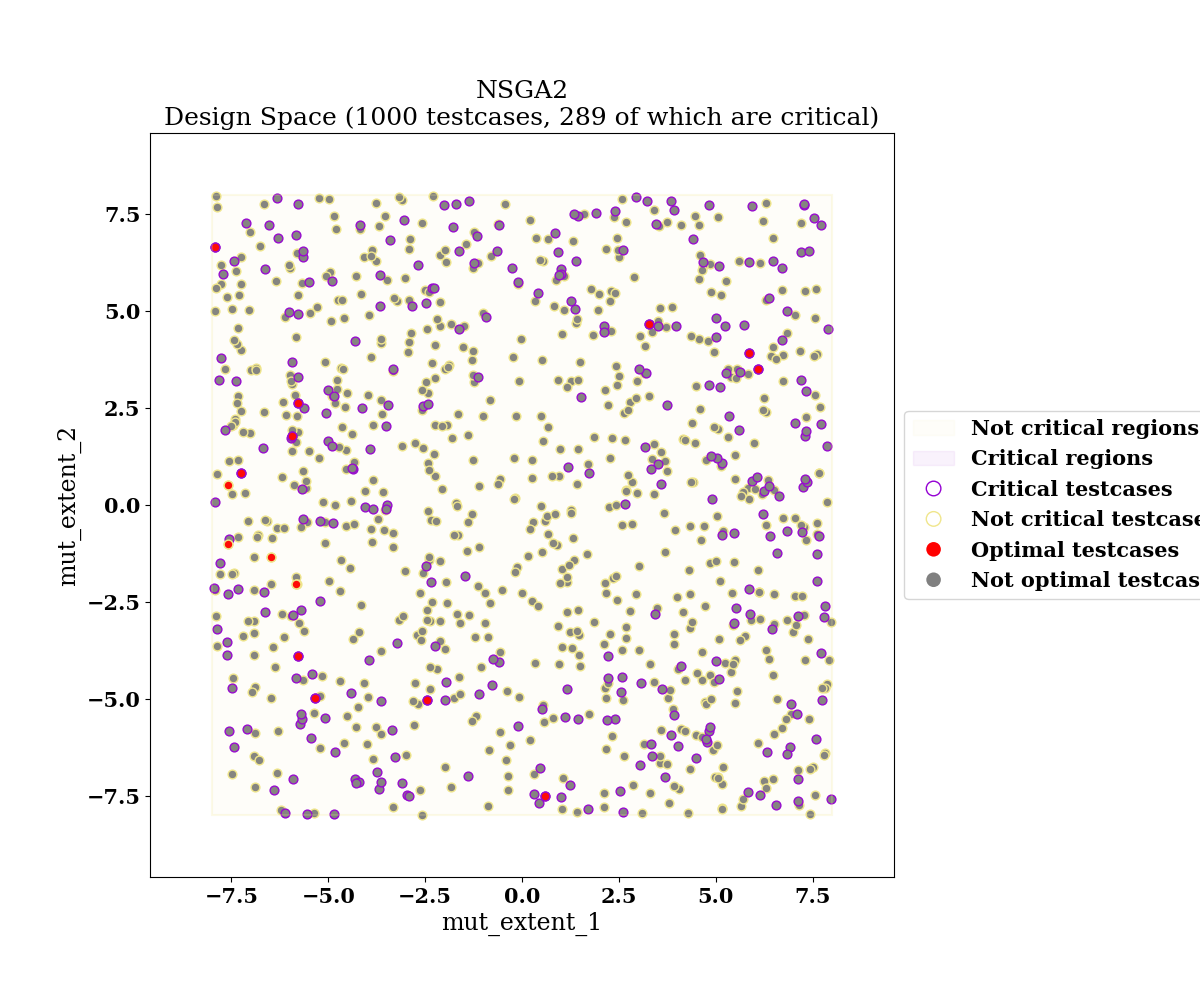 NSGA2
Design Space (1000 testcases, 289 of which are critical)
7.5
5.0
2.5
0.0
−2.5
−5.0
−7.5
mut_extent_2
−7.5 −5.0 −2.5 0.0 2.5 5.0 7.5
mut_extent_1
Not critical regions
Critical regions
Critical testcases
Not critical testcase
Optimal testcases
Not optimal testcas